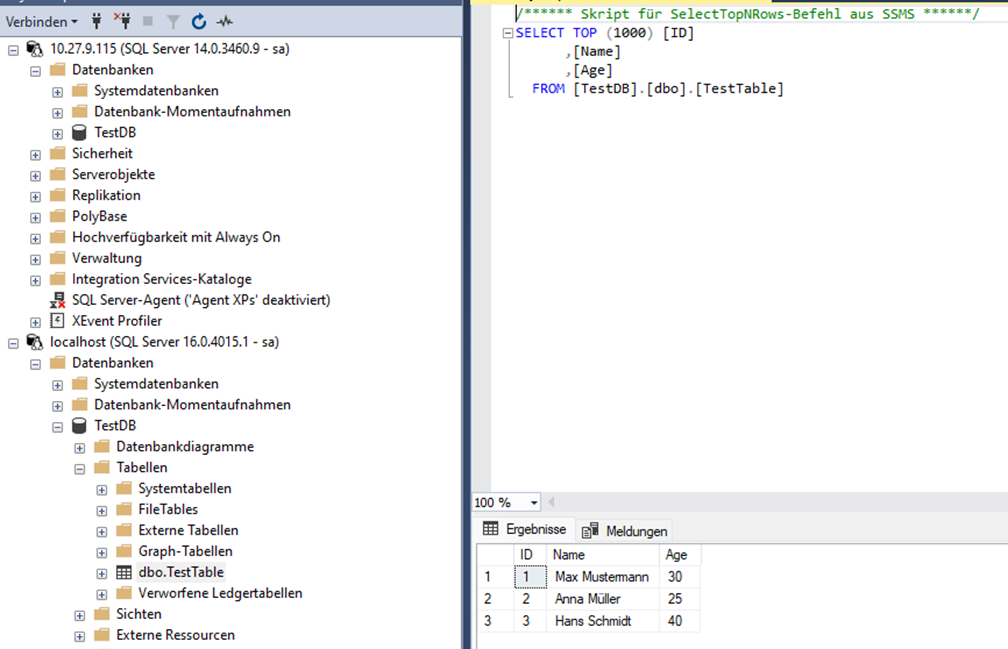 Verbinden
10.27.9.115 (SQL Server 14.0.3460.9 - sa)
Datenbanken
Systemdatenbanken
Datenbank-Momentaufnahmen
TestDB
Sicherheit
Serverobjekte
Replikation
PolyBase
Hochverfügbarkeit mit Always On
Verwaltung
Integration Services-Kataloge
SQL Server-Agent ('Agent XPs' deaktiviert)
XEvent Profiler
localhost (SQL Server 16.0.4015.1 - sa)
Datenbanken
Systemdatenbanken
Datenbank-Momentaufnahmen
TestDB
Datenbankdiagramme
Tabellen
Systemtabellen
FileTables
Externe Tabellen
Graph-Tabellen
dbo.TestTable
Verworfene Ledgertabellen
Sichten
Externe Ressourcen
/****** Skript für SelectTopNRows-Befehl aus SSMS ******/
SELECT TOP (1000) [ID]
,[Name]
,[Age]
FROM [TestDB].[dbo].[TestTable]
100 %
Ergebnisse Meldungen
ID Name Age
1 1 Max Mustermann 30
2 2 Anna Müller 25
3 3 Hans Schmidt 40